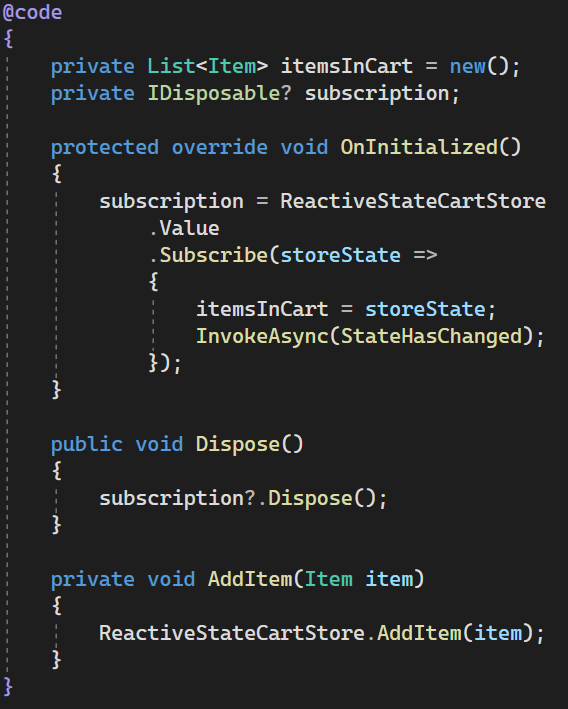 @code
{
    private List<Item> itemsInCart = new();
    private IDisposable? subscription;

    protected override void OnInitialized()
    {
        subscription = ReactiveStateCartStore
            .Value
            .Subscribe(storeState =>
            {
                itemsInCart = storeState;
                InvokeAsync(StateHasChanged);
            });
    }

    public void Dispose()
    {
        subscription?.Dispose();
    }

    private void AddItem(Item item)
    {
        ReactiveStateCartStore.AddItem(item);
    }
}